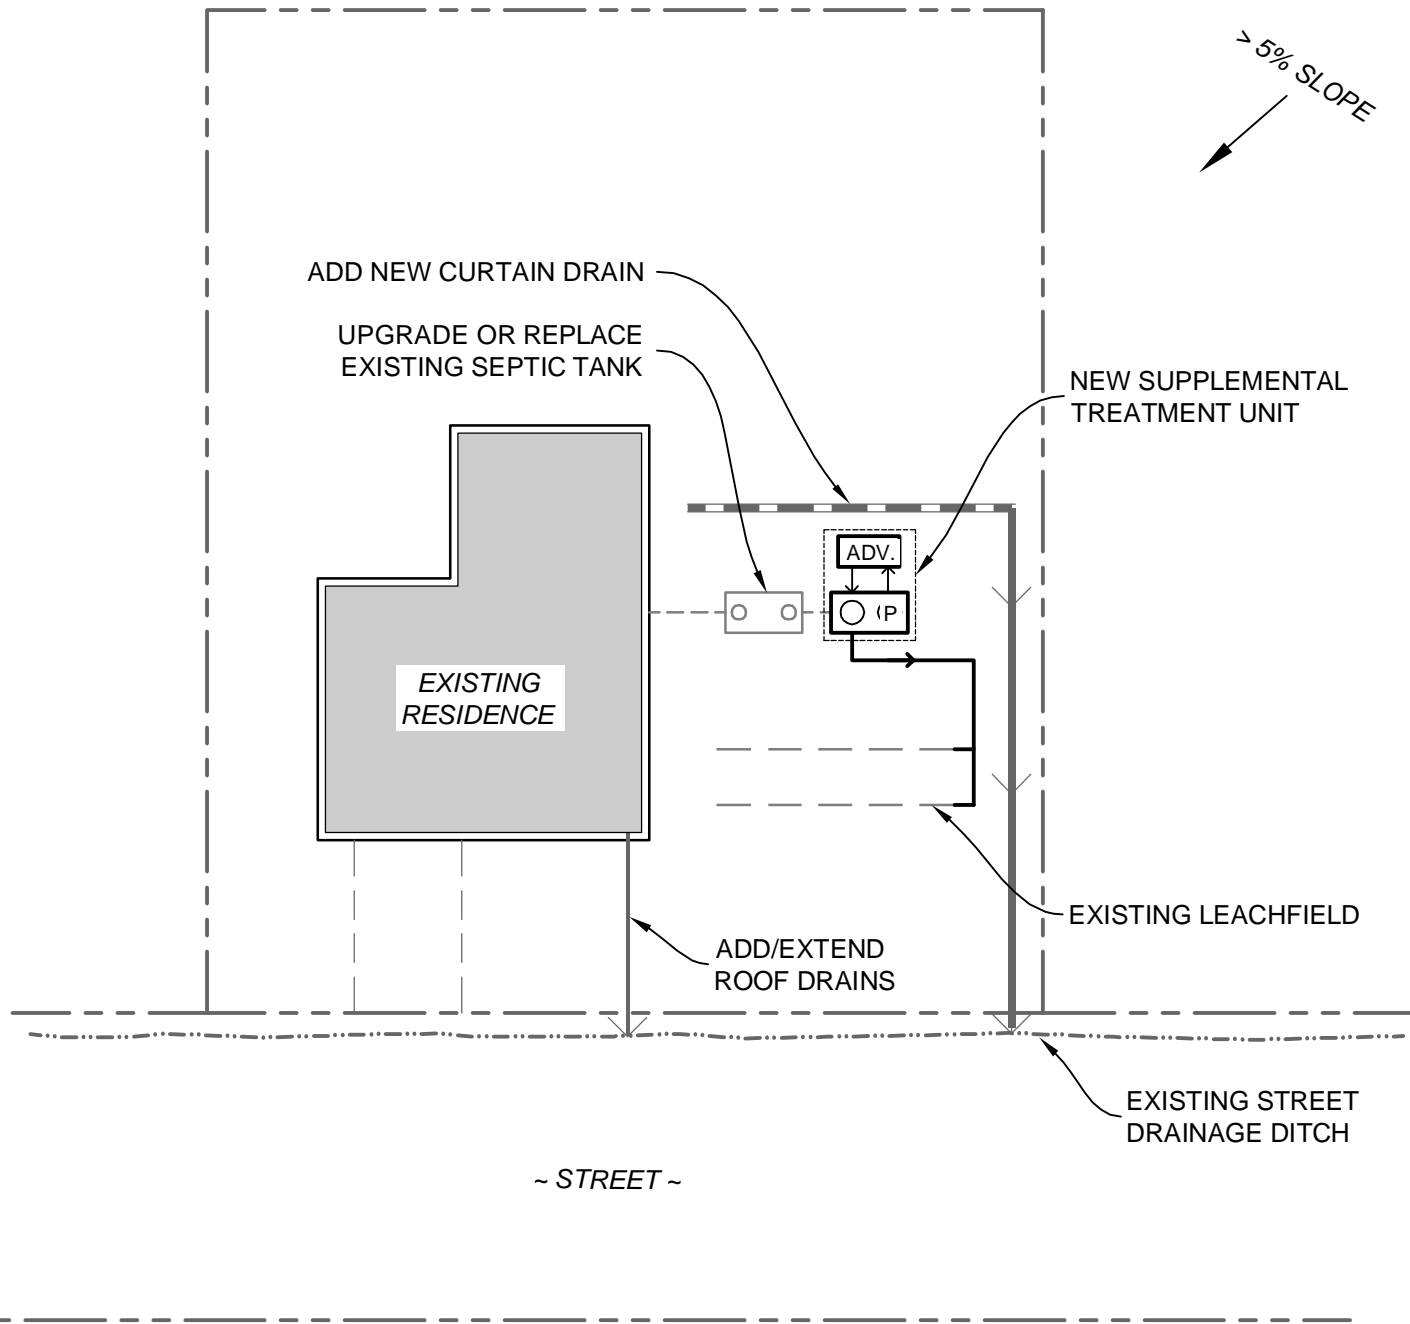 > 5% SLOPE
ADD NEW CURTAIN DRAIN
UPGRADE OR REPLACE
EXISTING SEPTIC TANK
NEW SUPPLEMENTAL
TREATMENT UNIT
ADV.
P
EXISTING
RESIDENCE
EXISTING LEACHFIELD
ADD/EXTEND
ROOF DRAINS
EXISTING STREET
DRAINAGE DITCH
~ STREET ~